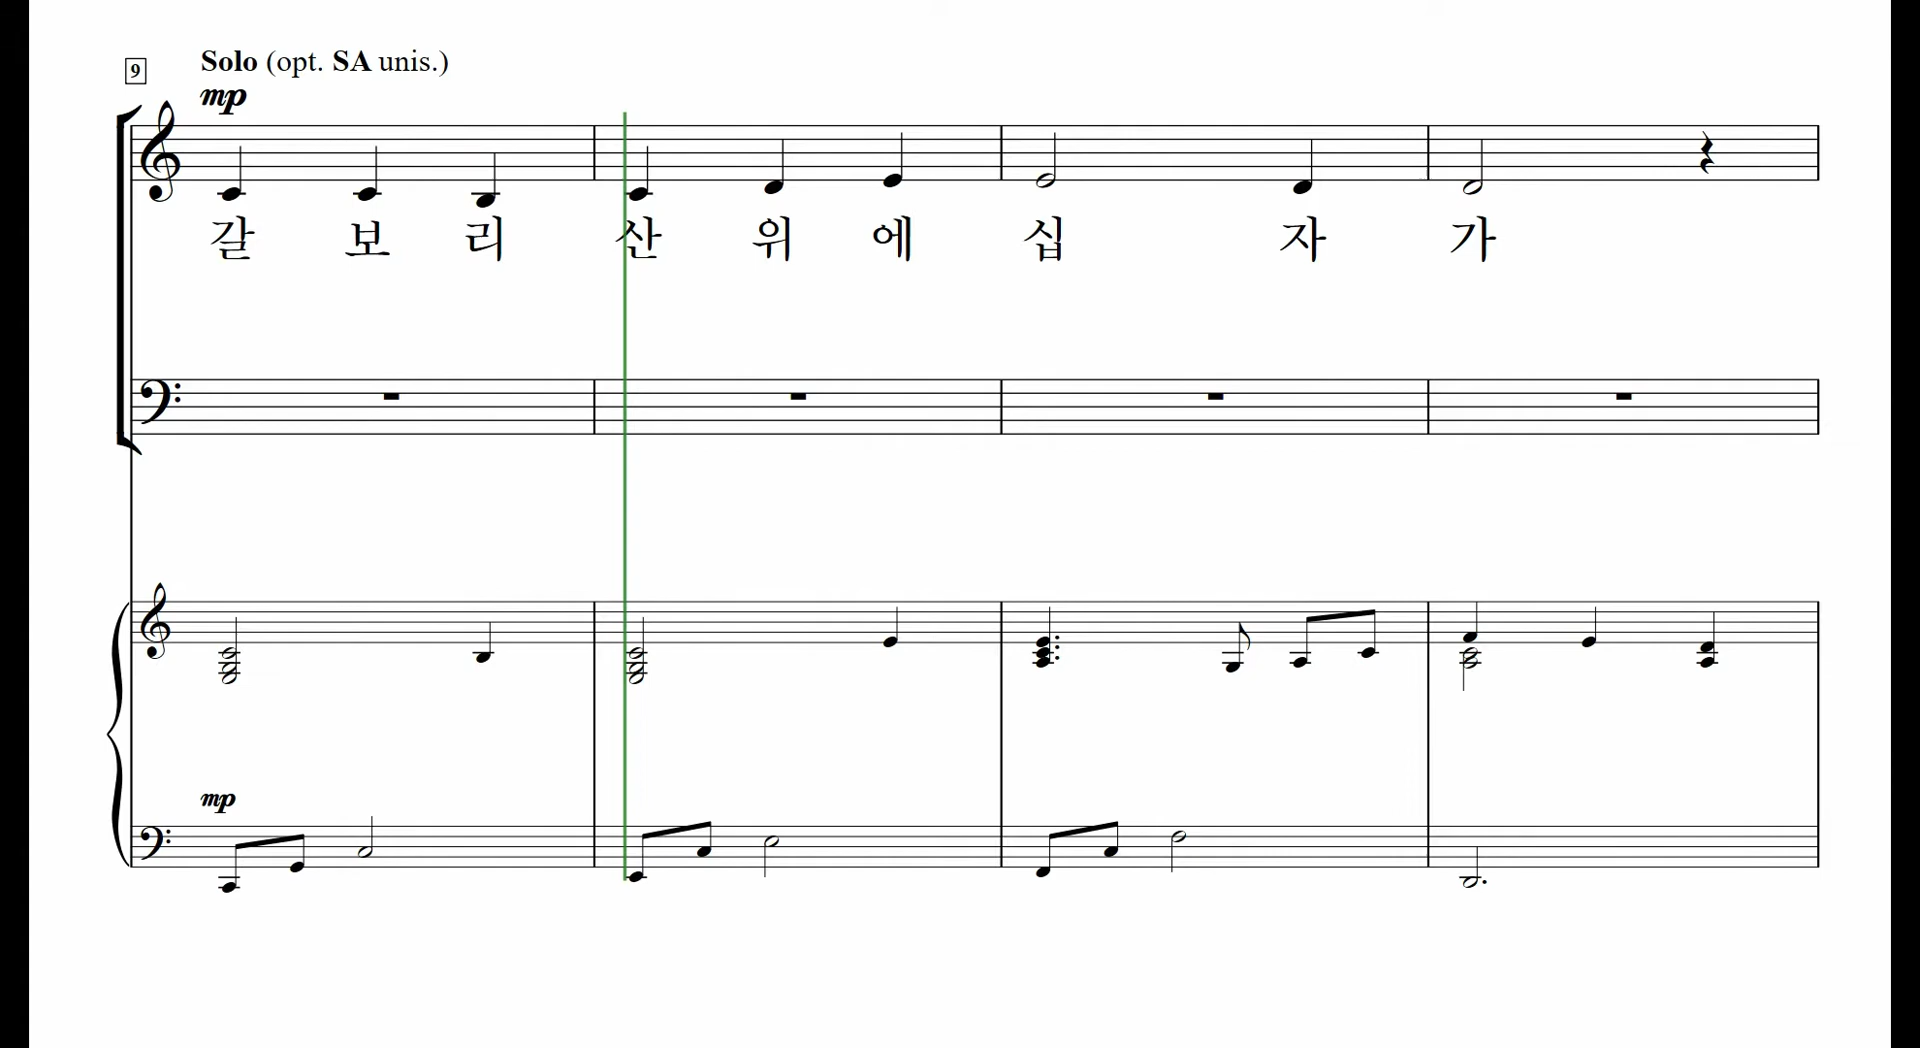 9
Solo (opt. SA unis.)
mp
갈 보 리 산 위 에 십 자 가
mp